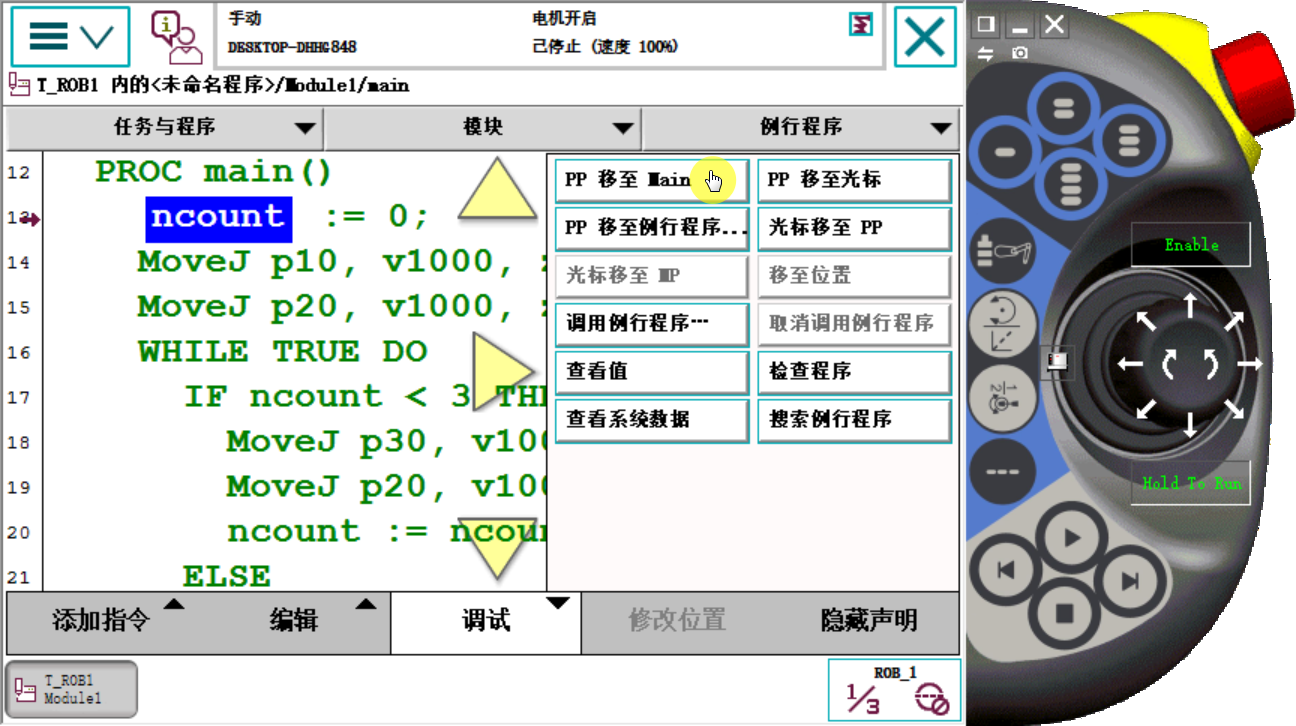 手动
电机开启
DESKTOP-DHHG848
已停止 (速度 100%)
T_ROB1 内的<未命名程序>/Module1/main
任务与程序
模块
例行程序
12 PROC main()
13 ncount := 0;
14 MoveJ p10, v1000,
15 MoveJ p20, v1000,
16 WHILE TRUE DO
17 IF ncount < 3 TH
18 MoveJ p30, v10
19 MoveJ p20, v10
20 ncount := ncou
21 ELSE
PP 移至 Main
PP 移至光标
PP 移至例行程序...
光标移至 PP
光标移至 MP
移至位置
调用例行程序…
取消调用例行程序
查看值
检查程序
查看系统数据
搜索例行程序
添加指令
编辑
调试
修改位置
隐藏声明
T_ROB1
Module1
ROB_1
1/3
Enable
Hold To Run